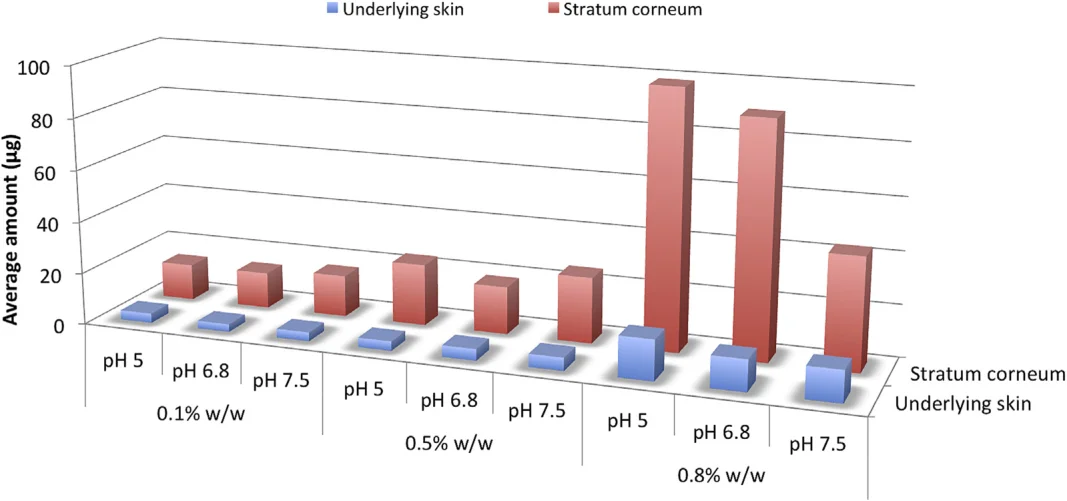 Underlying skin Stratum corneum
Average amount (µg)
100
80
60
40
20
0
pH 5 pH 6.8 pH 7.5 pH 5 pH 6.8 pH 7.5 pH 5 pH 6.8 pH 7.5
0.1% w/w 0.5% w/w 0.8% w/w
Stratum corneum
Underlying skin